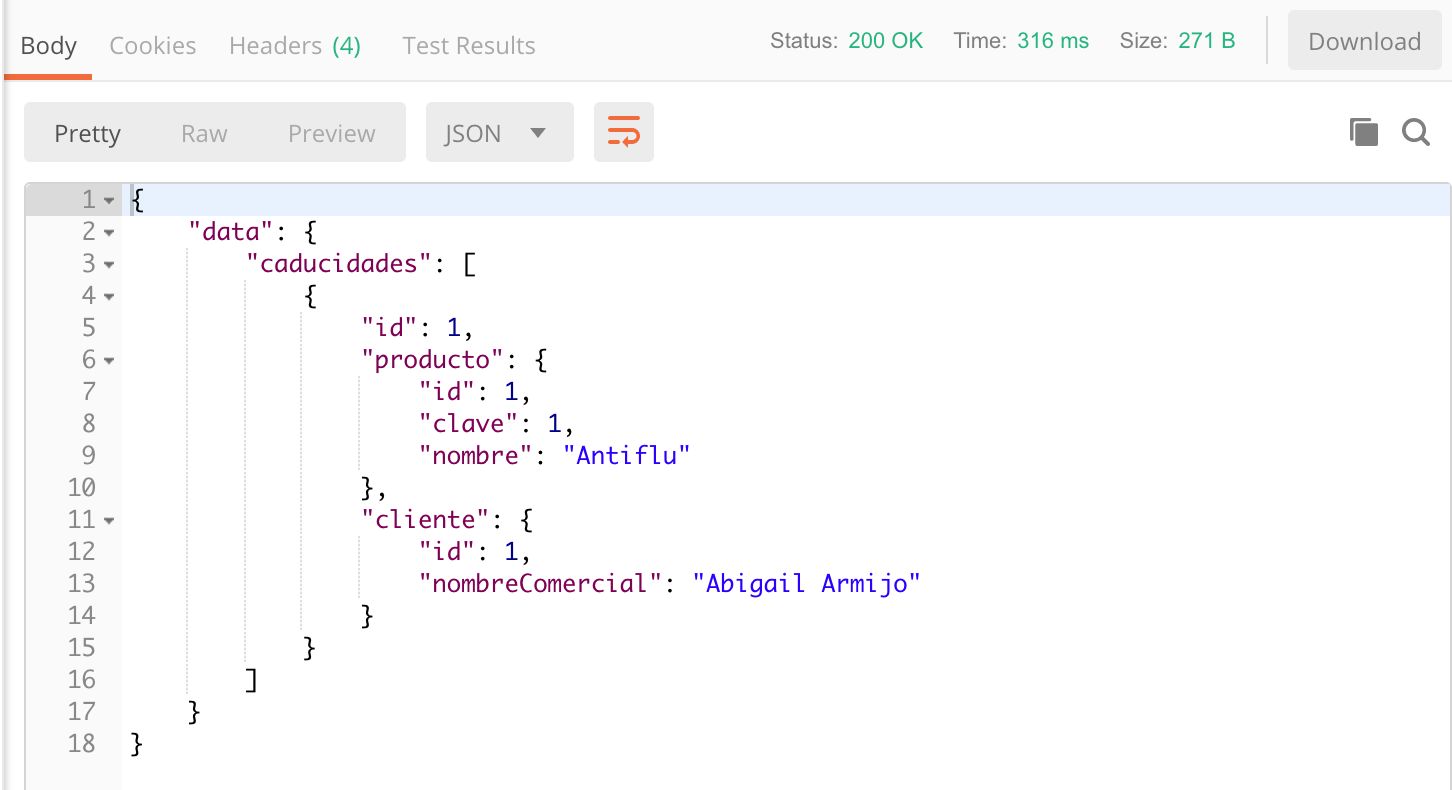 Body Cookies Headers (4) Test Results Status: 200 OK Time: 316 ms Size: 271 B Download
Pretty Raw Preview JSON
1 {
2 "data": {
3 "caducidades": [
4 {
5 "id": 1,
6 "producto": {
7 "id": 1,
8 "clave": 1,
9 "nombre": "Antiflu"
10 },
11 "cliente": {
12 "id": 1,
13 "nombreComercial": "Abigail Armijo"
14 }
15 }
16 ]
17 }
18 }